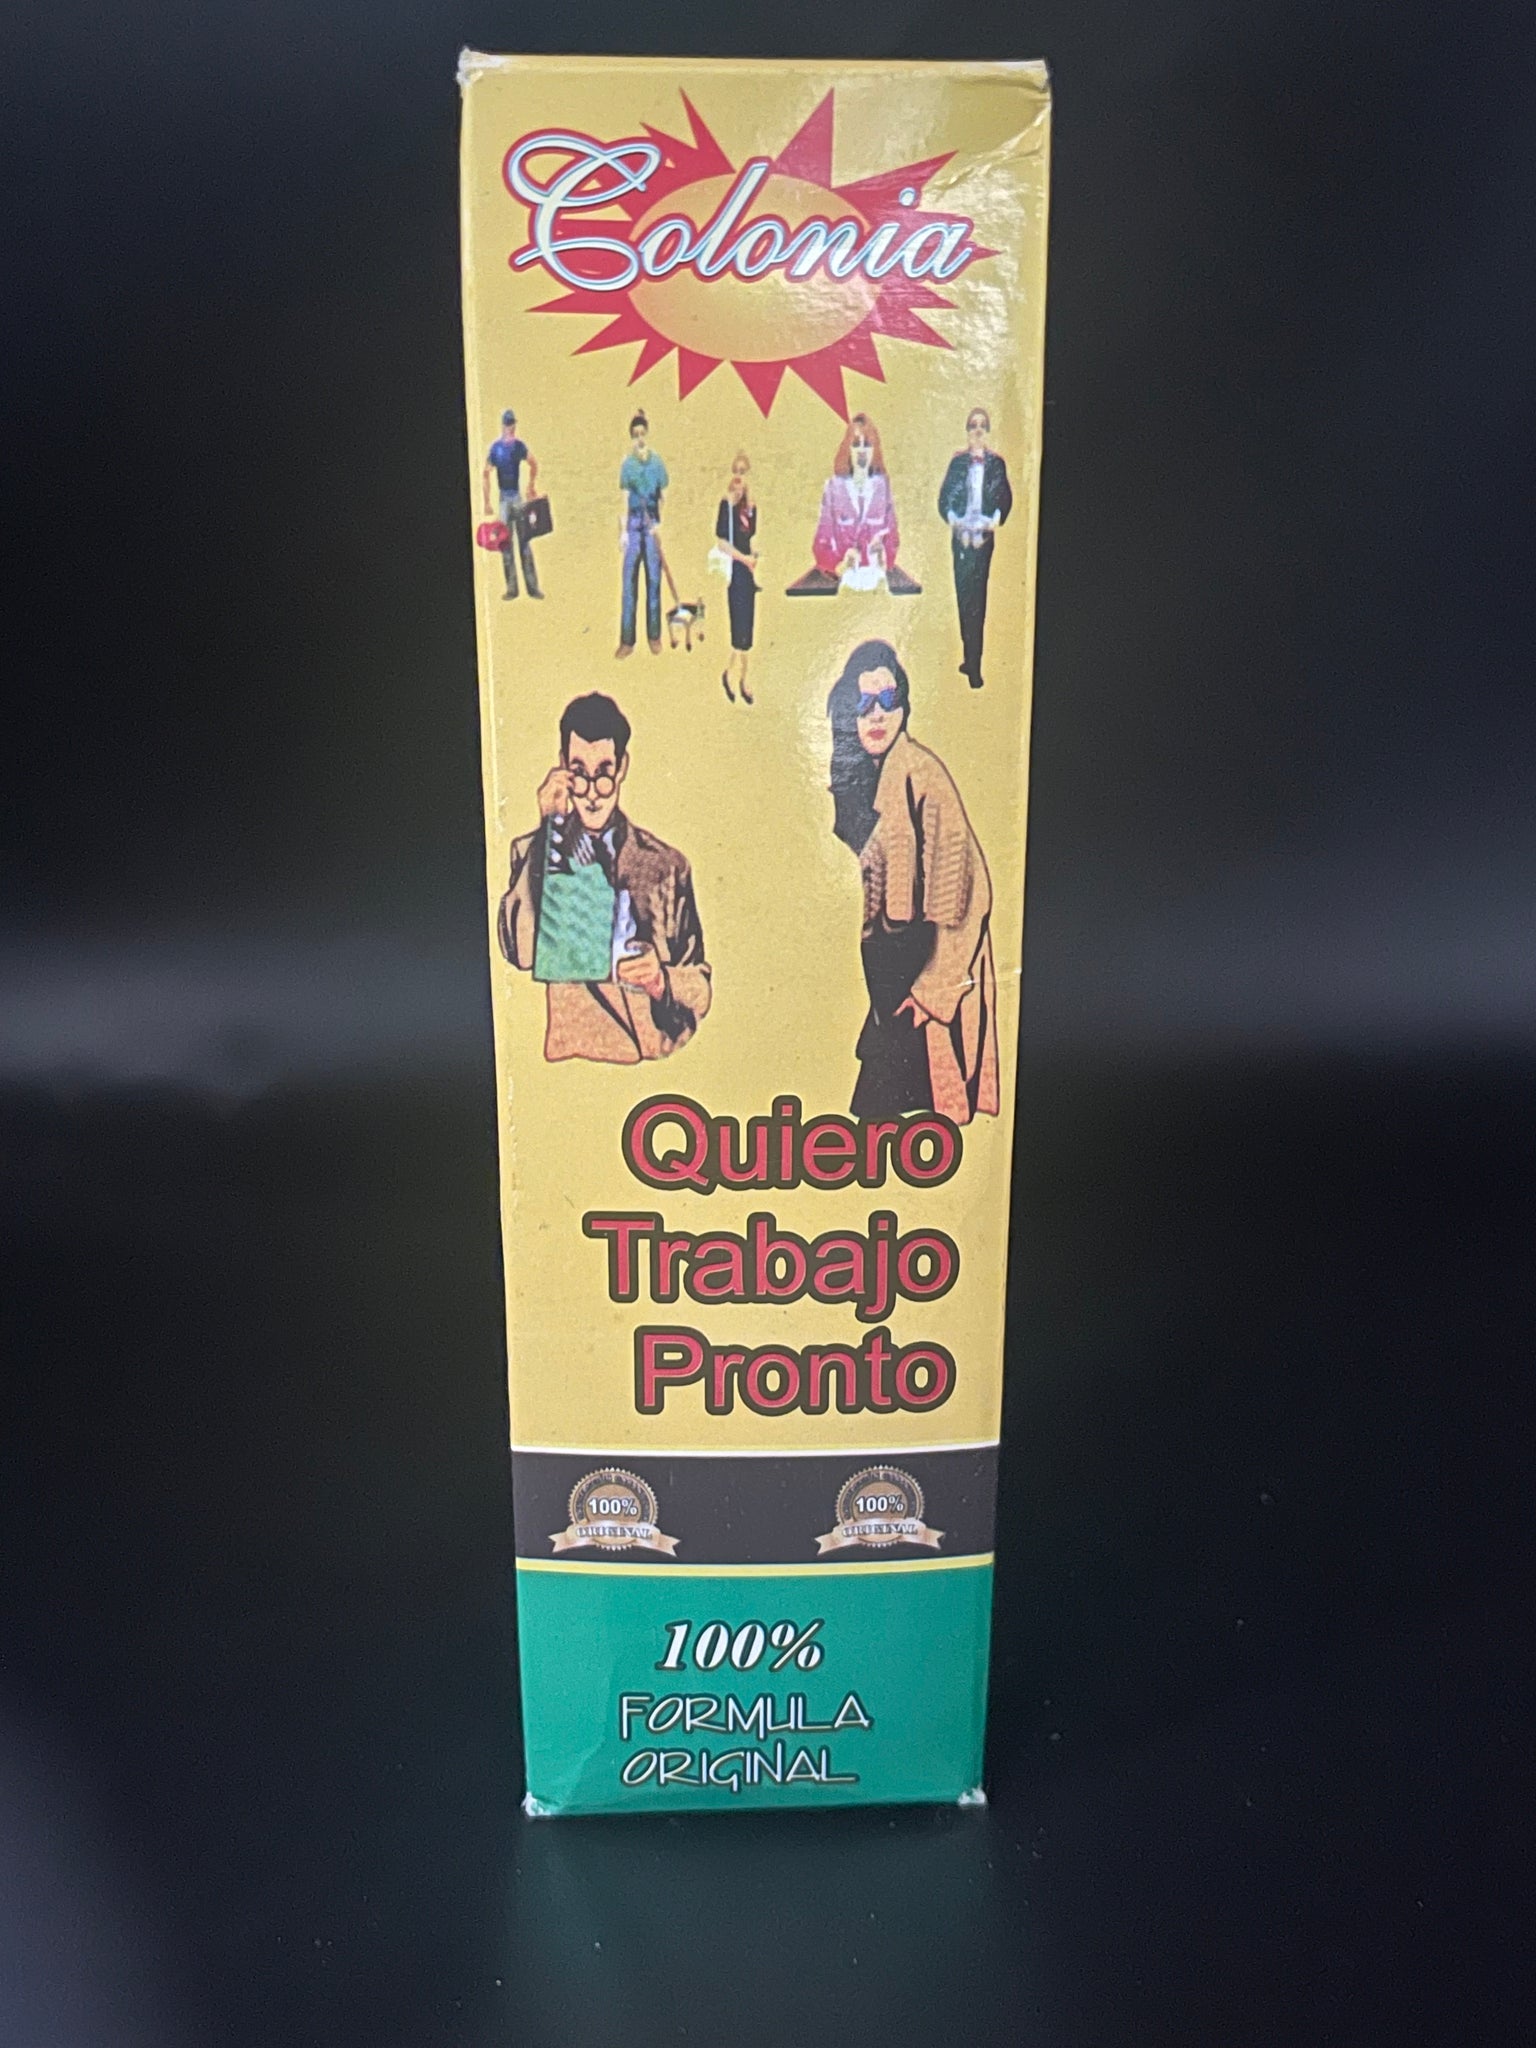 Colonia
Quiero
Trabajo
Pronto
100%
ORIGINAL
100%
ORIGINAL
100%
FORMULA
ORIGINAL